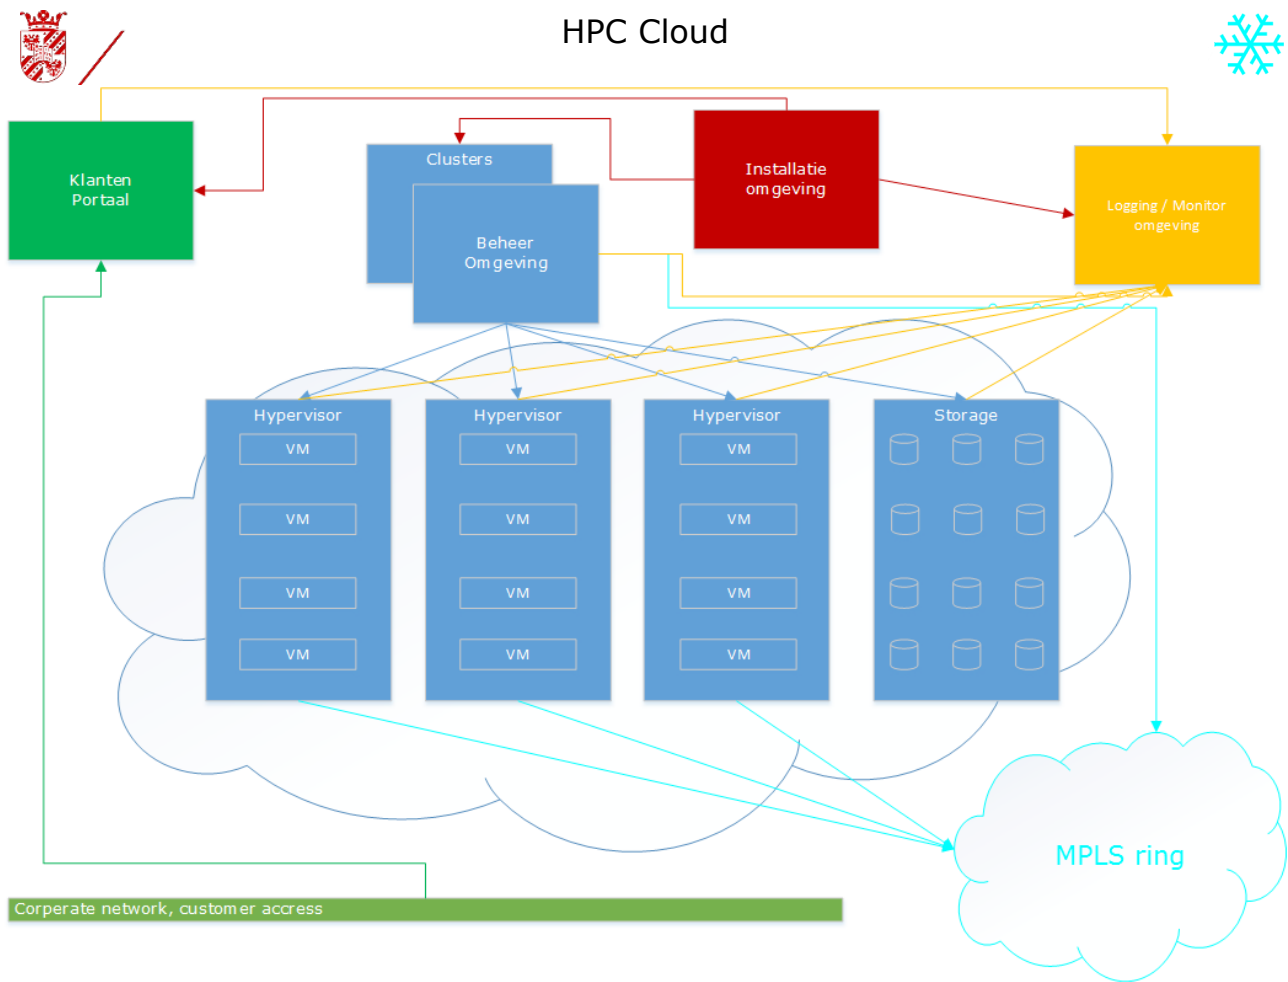 HPC Cloud
Klanten
Portaal
Clusters
Beheer
Omgeving
Installatie
omgeving
Logging / Monitor
omgeving
Hypervisor
VM
VM
VM
VM
Hypervisor
VM
VM
VM
VM
Hypervisor
VM
VM
VM
VM
Storage
MPLS ring
Corperate network, customer accress